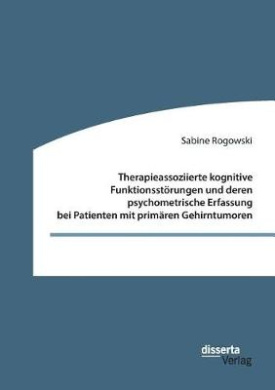 Sabine Rogowski
Therapieassoziierte kognitive
Funktionsstörungen und deren
psychometrische Erfassung
bei Patienten mit primären Gehirntumoren
disserta
Verlag